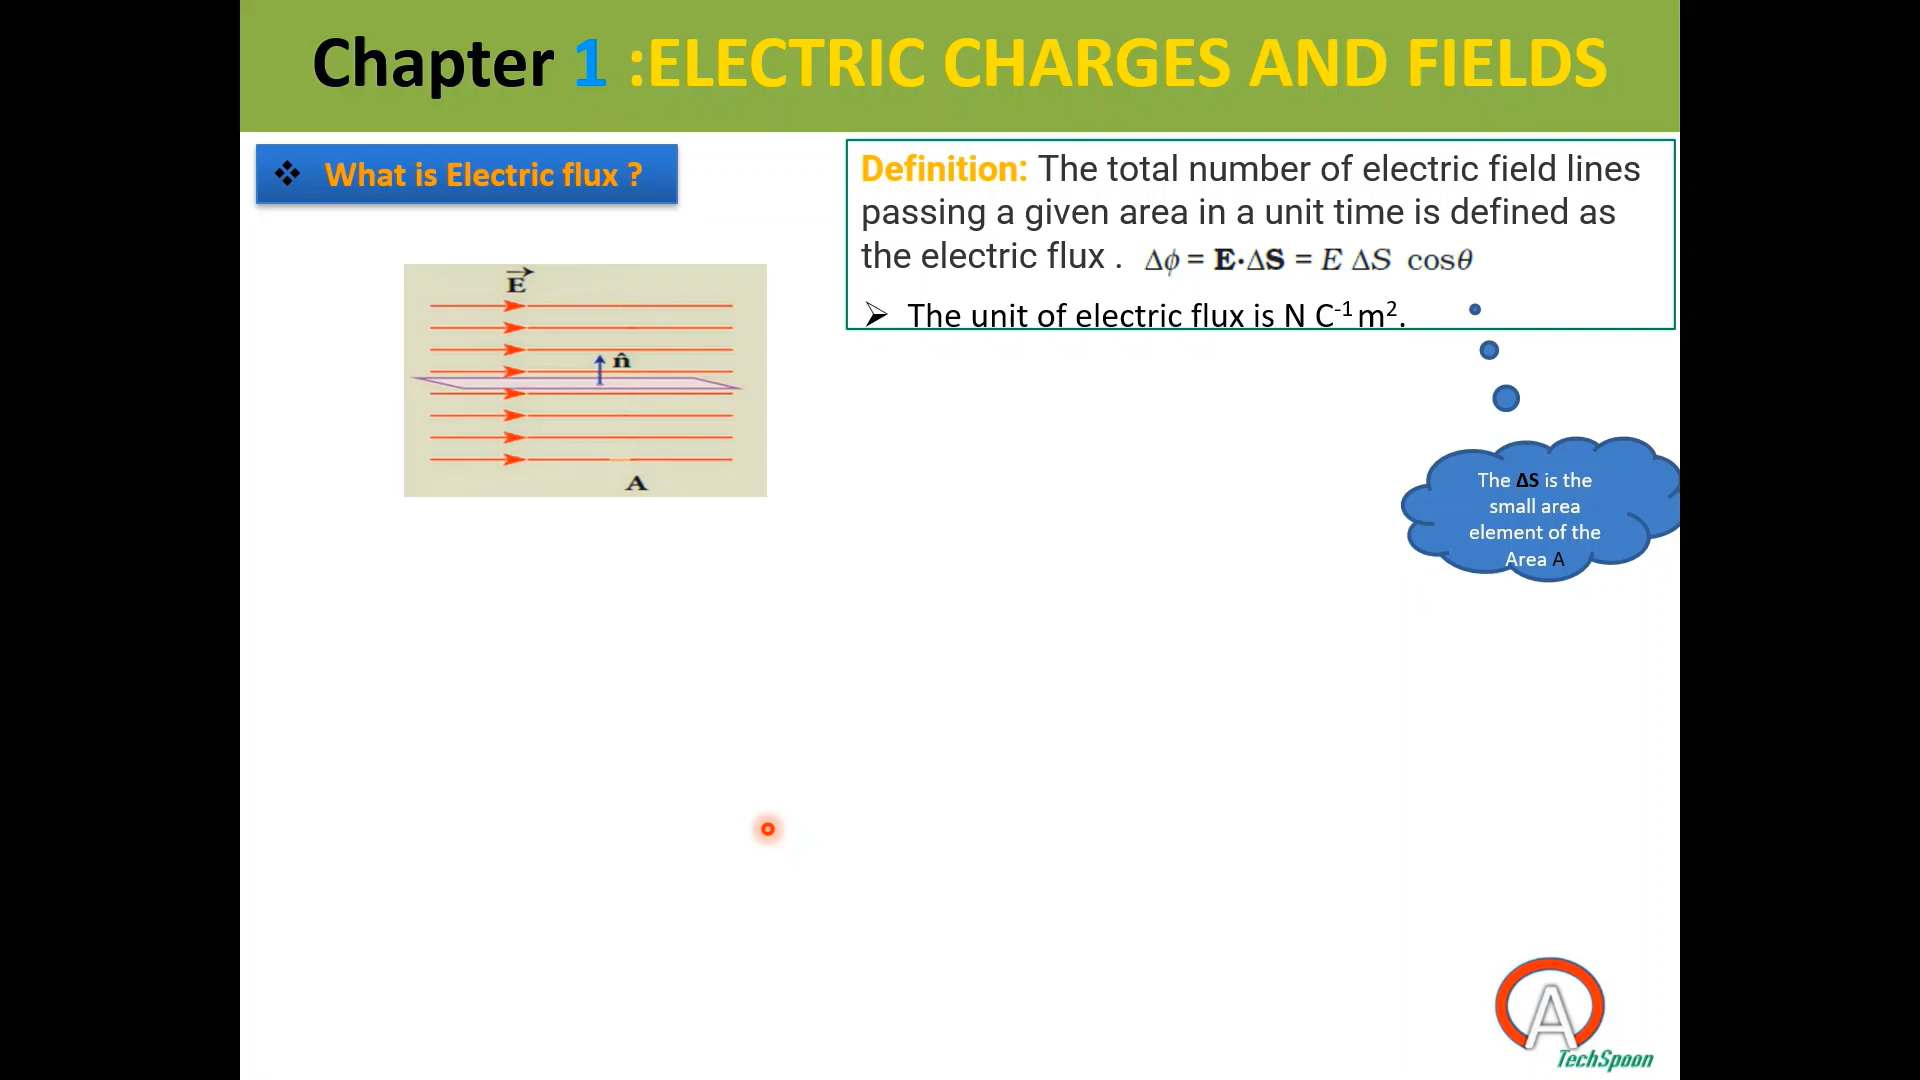 Chapter 1 :ELECTRIC CHARGES AND FIELDS
❖ What is Electric flux ?
Definition: The total number of electric field lines
passing a given area in a unit time is defined as
the electric flux . Δϕ = E·ΔS = E ΔS cosθ
➢ The unit of electric flux is N C⁻¹ m².
E⃗
n̂
A
The ΔS is the
small area
element of the
Area A
A
TechSpoon